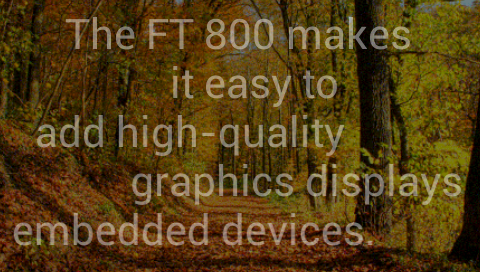 The FT 800 makes
it easy to
add high-quality
graphics displays
embedded devices.